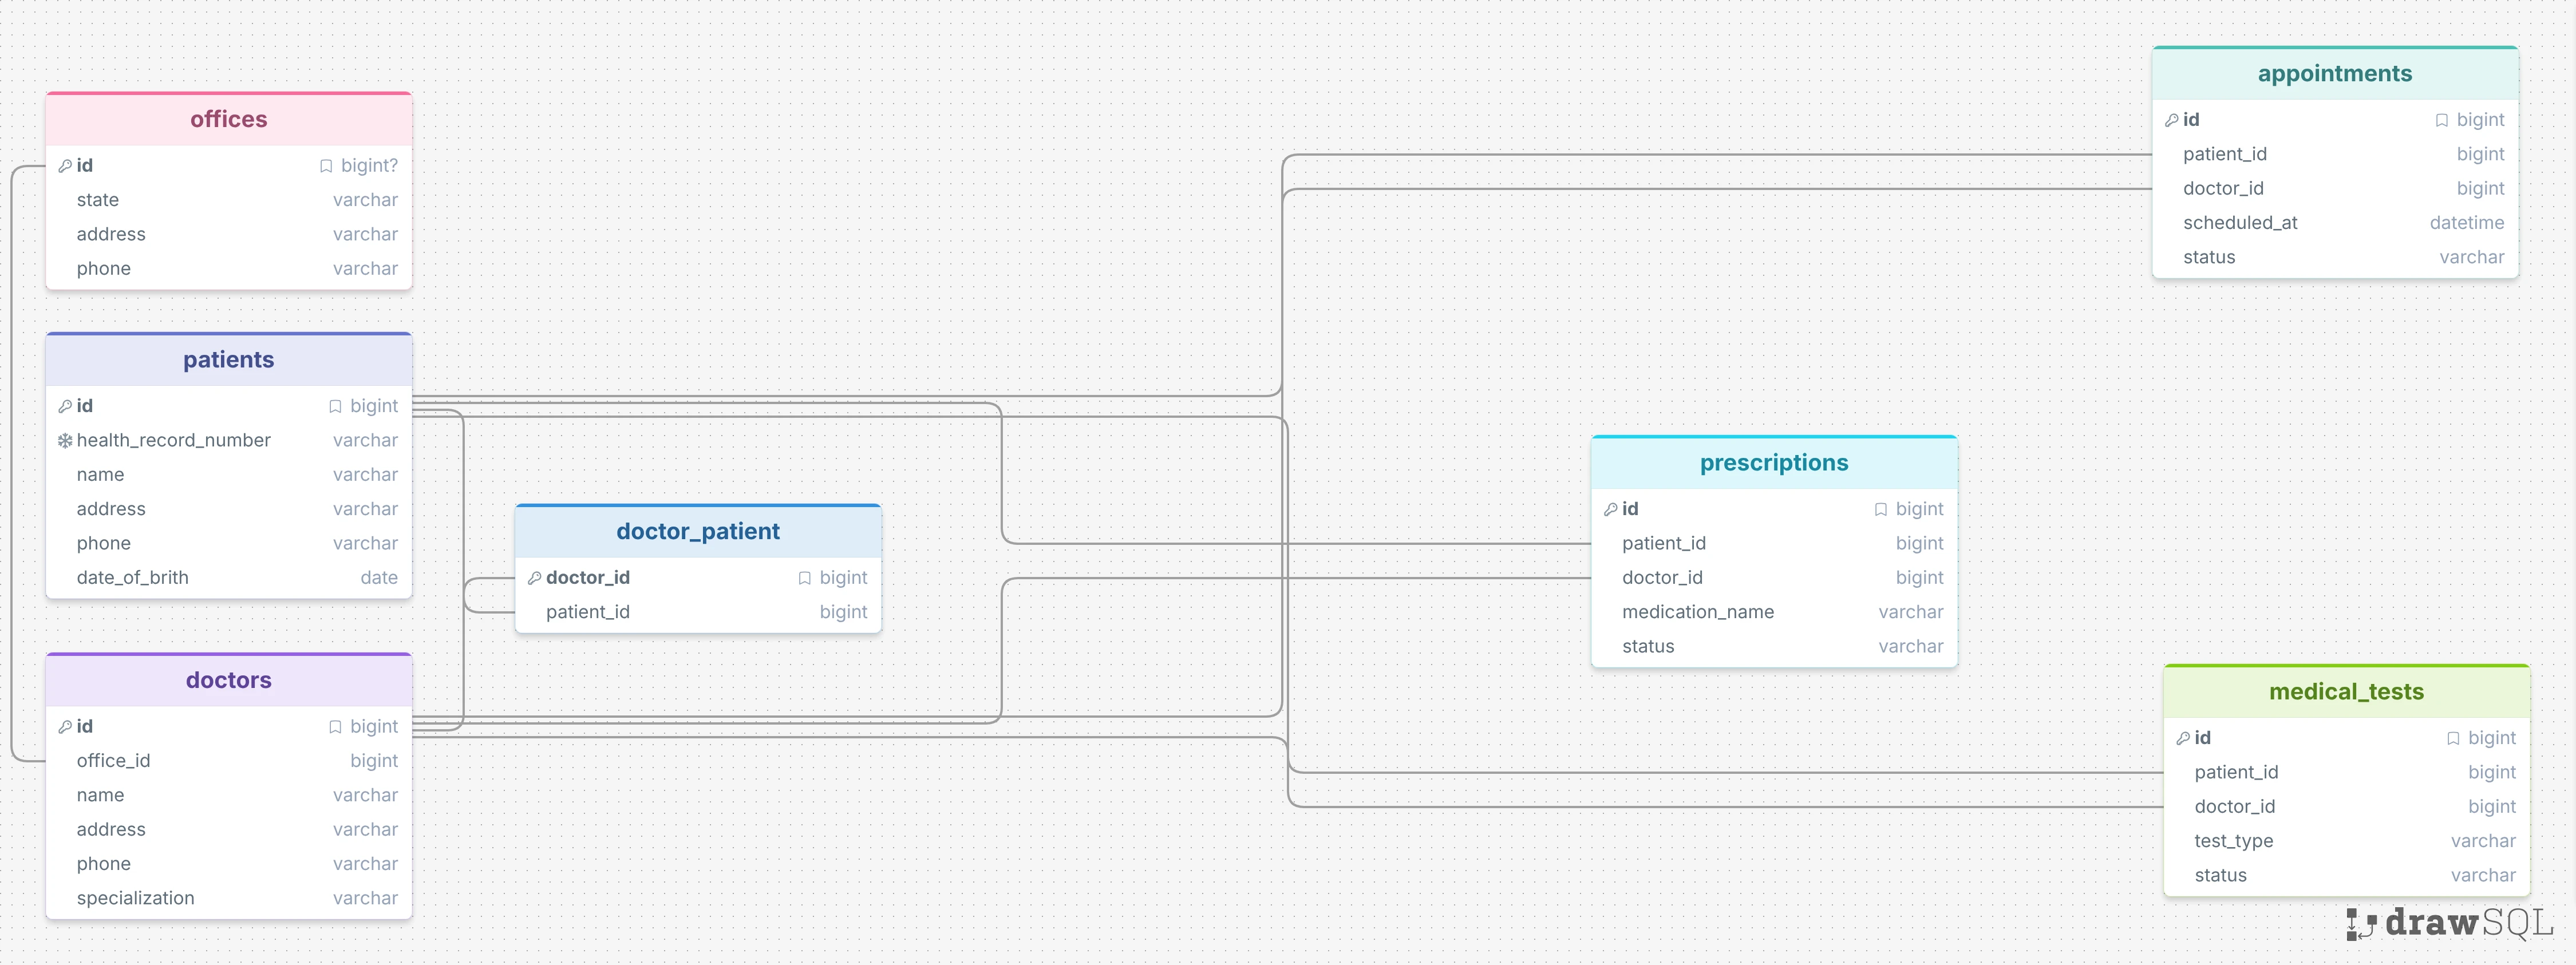 offices
id bigint?
state varchar
address varchar
phone varchar
patients
id bigint
health_record_number varchar
name varchar
address varchar
phone varchar
date_of_brith date
doctors
id bigint
office_id bigint
name varchar
address varchar
phone varchar
specialization varchar
doctor_patient
doctor_id bigint
patient_id bigint
prescriptions
id bigint
patient_id bigint
doctor_id bigint
medication_name varchar
status varchar
appointments
id bigint
patient_id bigint
doctor_id bigint
scheduled_at datetime
status varchar
medical_tests
id bigint
patient_id bigint
doctor_id bigint
test_type varchar
status varchar
drawSQL